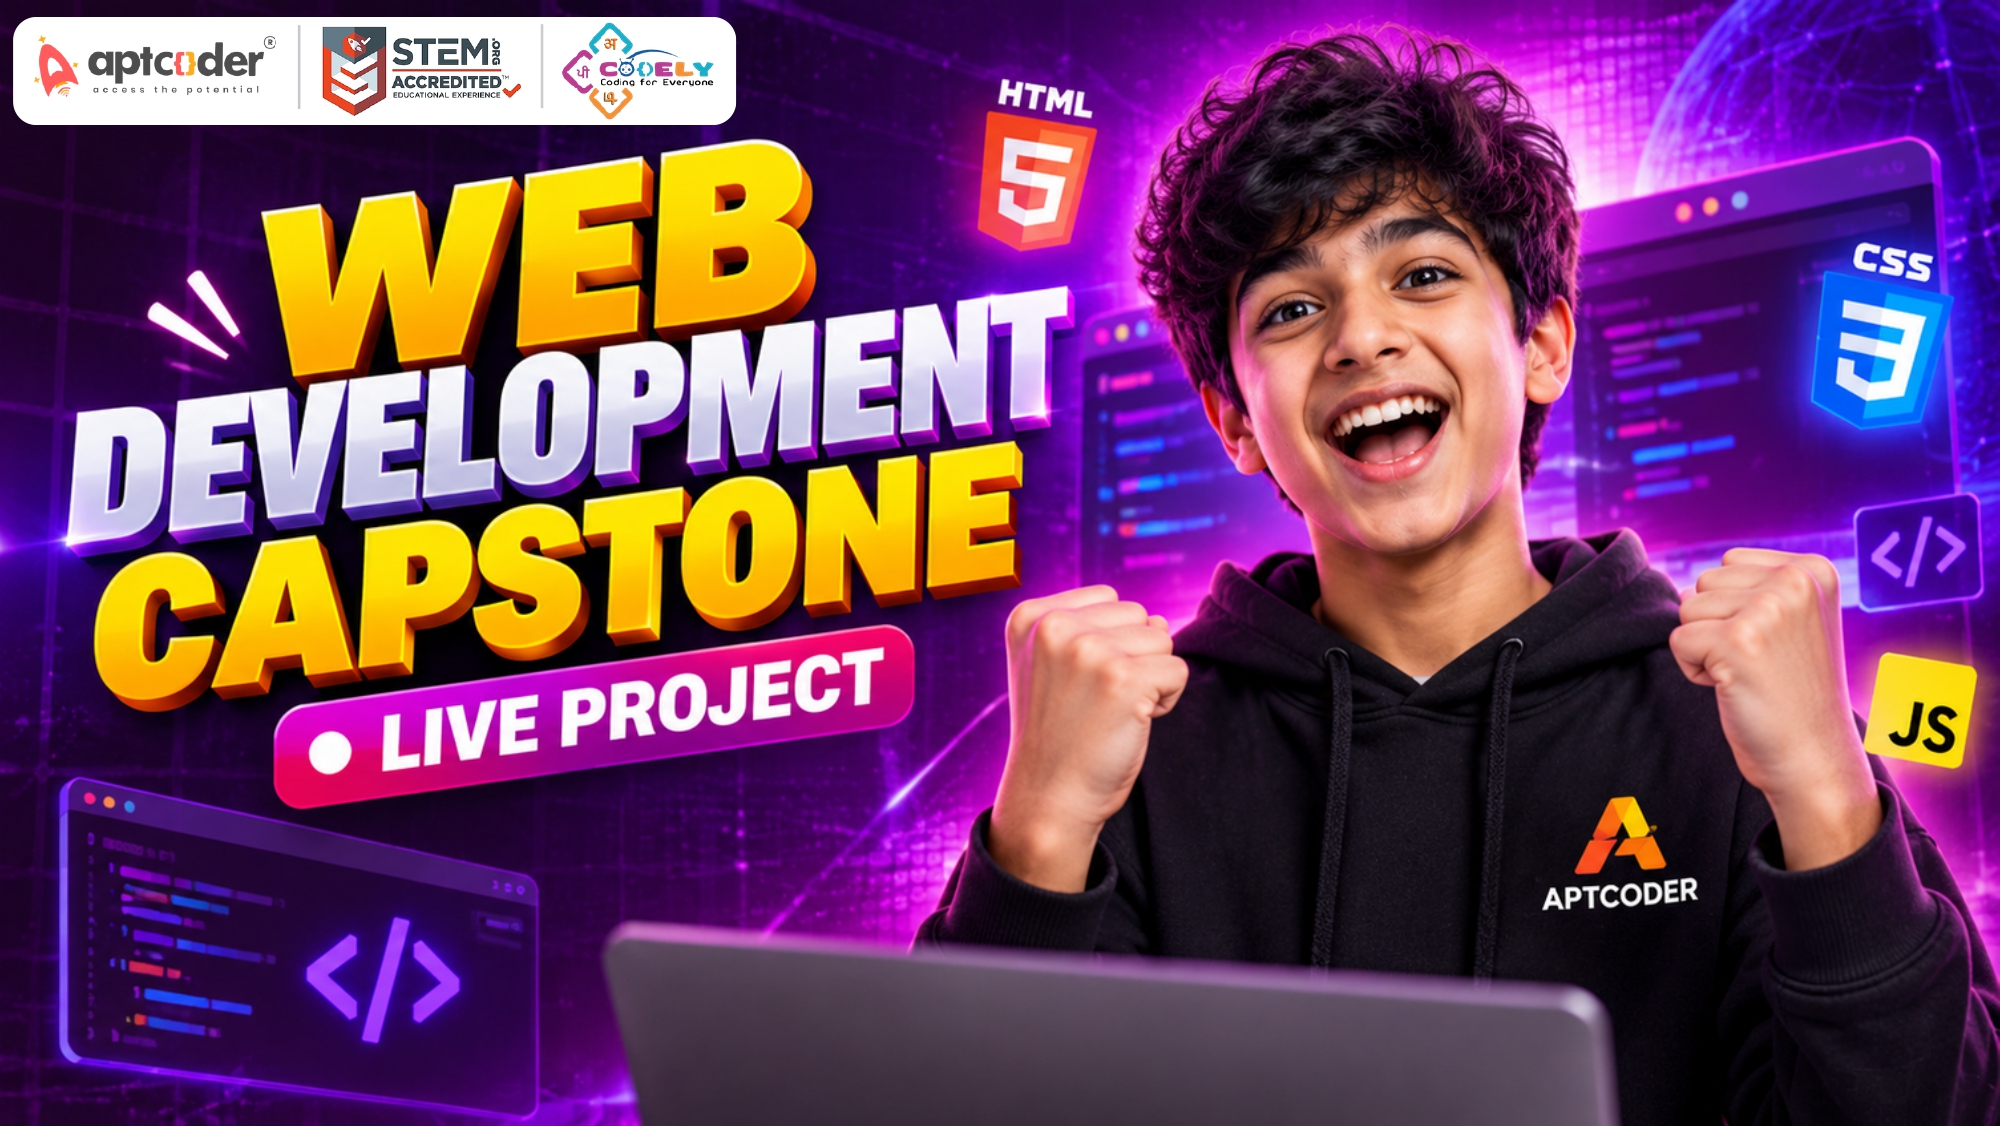 aptcoder®
access the potential
STEM.ORG
ACCREDITED™
EDUCATIONAL EXPERIENCE
अ
पी
CODELY
Coding for Everyone
WEB
DEVELOPMENT
CAPSTONE
LIVE PROJECT
HTML
5
CSS
3
</>
JS
APTCODER
</>